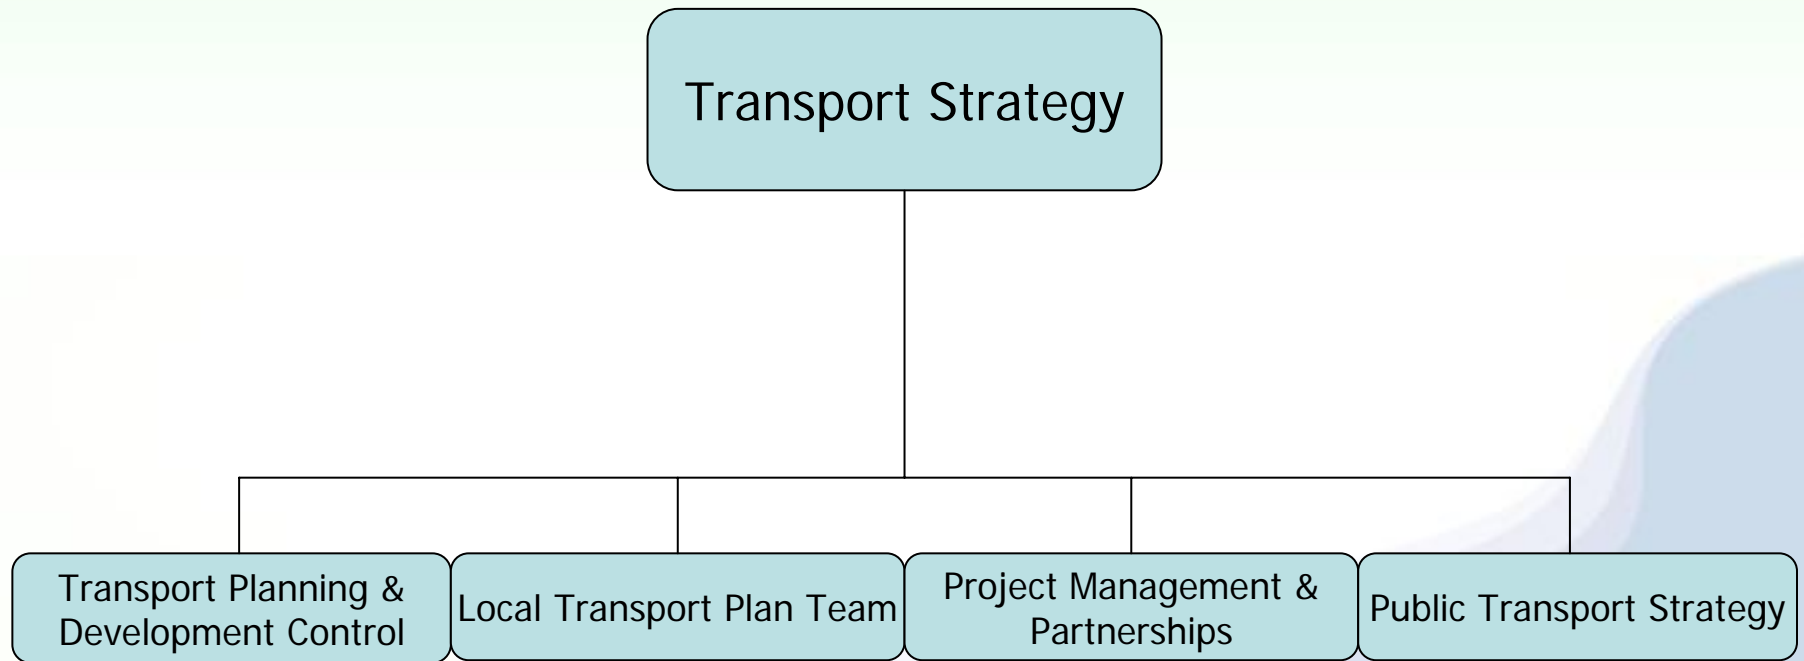 Transport Strategy
Transport Planning &
Development Control
Local Transport Plan Team
Project Management &
Partnerships
Public Transport Strategy